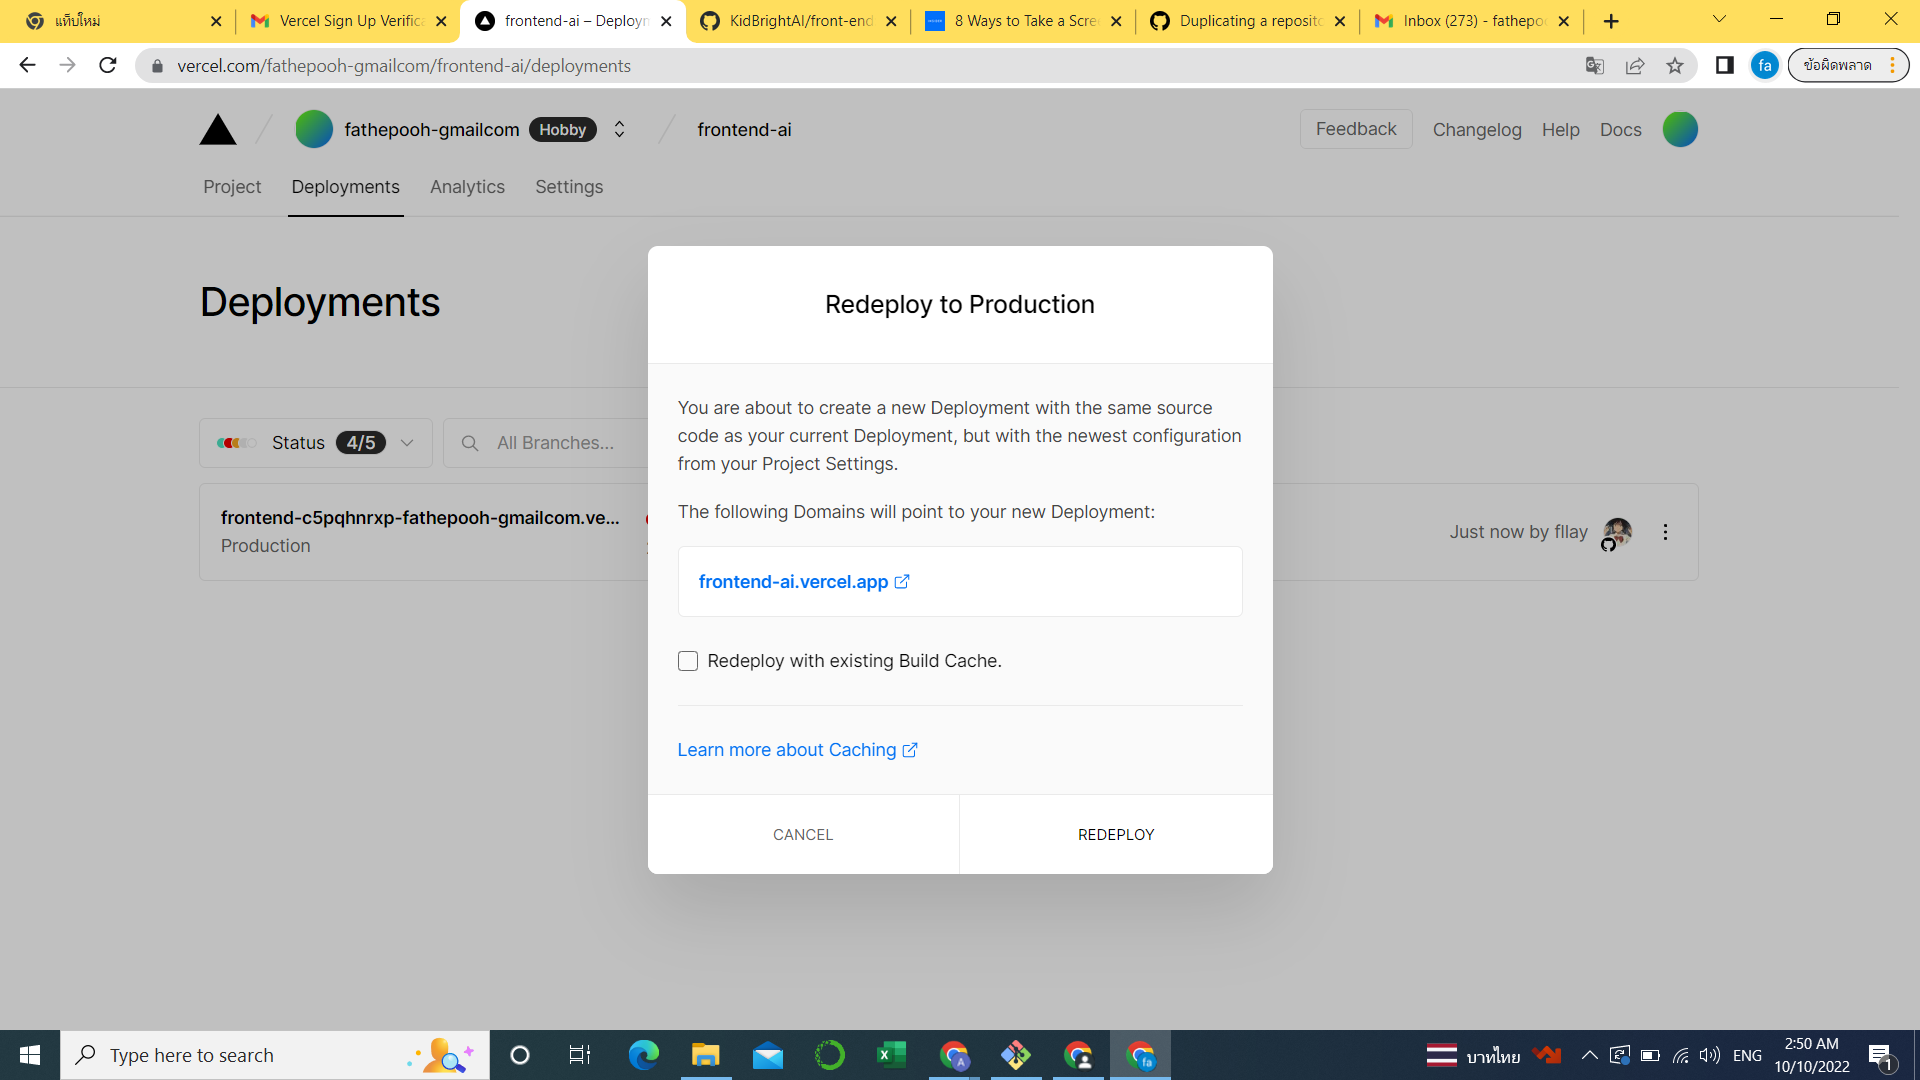 แท็บใหม่
Vercel Sign Up Verifica
frontend-ai – Deploym
KidBrightAI/front-end
8 Ways to Take a Scre
Duplicating a reposito
Inbox (273) - fathepoo
vercel.com/fathepooh-gmailcom/frontend-ai/deployments
fa
ข้อผิดพลาด
fathepooh-gmailcom Hobby
frontend-ai
Feedback Changelog Help Docs
Project Deployments Analytics Settings
Deployments
Redeploy to Production
You are about to create a new Deployment with the same source
code as your current Deployment, but with the newest configuration
from your Project Settings.
The following Domains will point to your new Deployment:
frontend-ai.vercel.app
Redeploy with existing Build Cache.
Learn more about Caching
CANCEL
REDEPLOY
Status 4/5
All Branches...
frontend-c5pqhnrxp-fathepooh-gmailcom.ve...
Production
Just now by fllay
Type here to search
บาทไทย
ENG
2:50 AM
10/10/2022
1